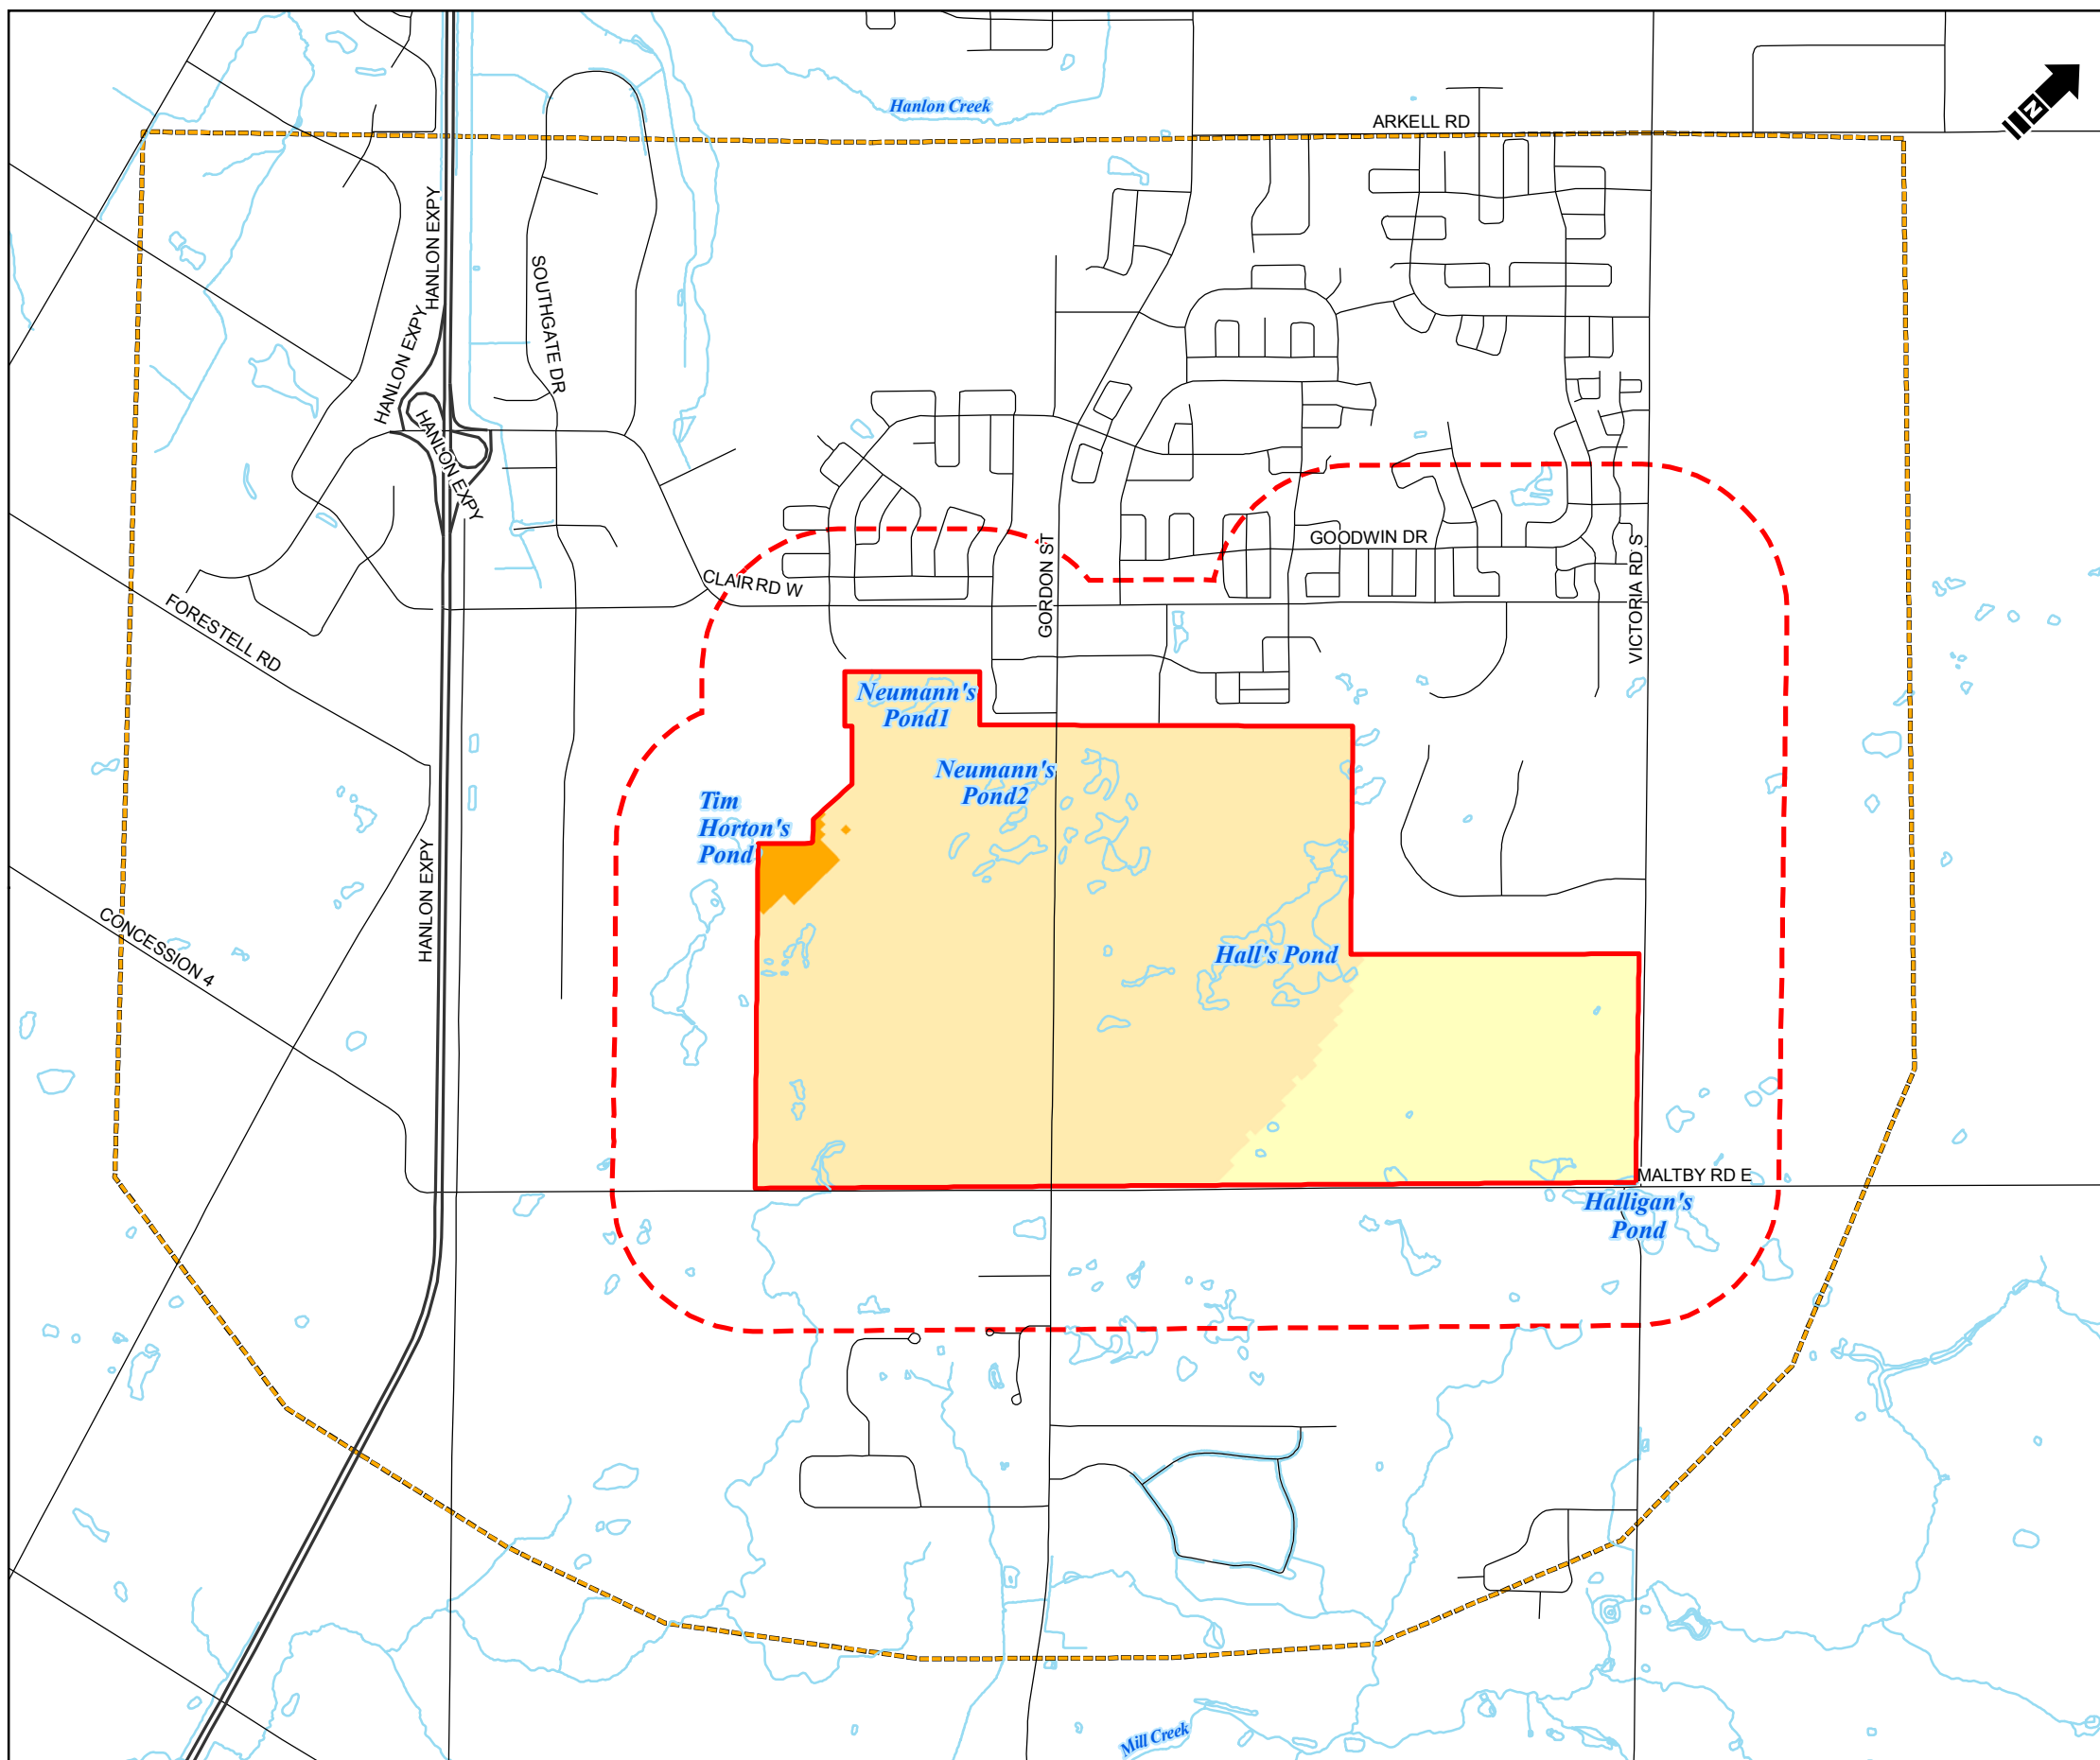 Hanlon Creek
ARKELL RD
N
HANLON EXPY
SOUTHGATE DR
HANLON EXPY
HANLON EXPY
GOODWIN DR
GORDON ST
VICTORIA RD S
CLAIR RD W
FORESTELL RD
Neumann's
Pond1
Neumann's
Pond2
Tim
Horton's
Pond
HANLON EXPY
CONCESSION 4
Hall's Pond
MALTBY RD E
Halligan's
Pond
Mill Creek